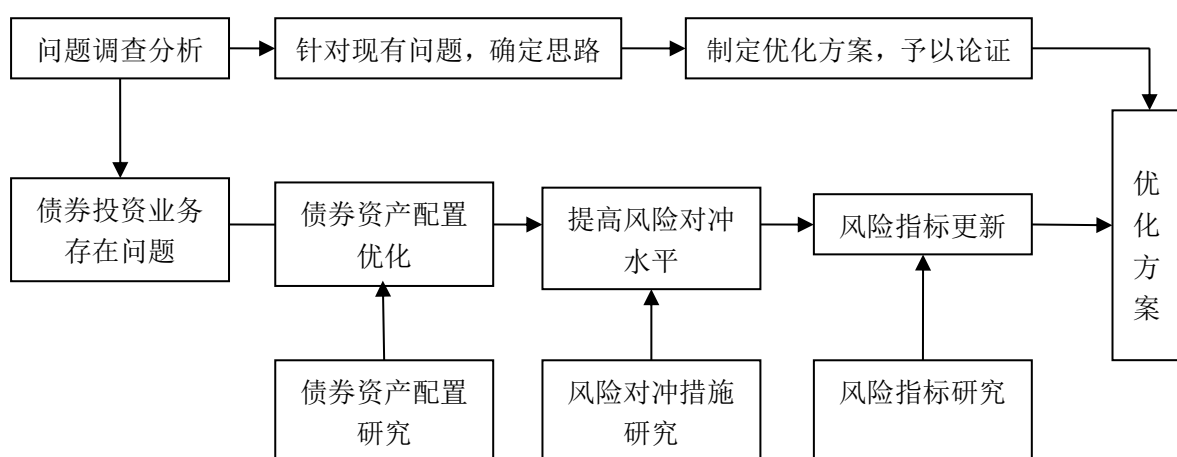 问题调查分析
针对现有问题，确定思路
制定优化方案，予以论证
债券投资业务
存在问题
债券资产配置
优化
提高风险对冲
水平
风险指标更新
优
化
方
案
债券资产配置
研究
风险对冲措施
研究
风险指标研究